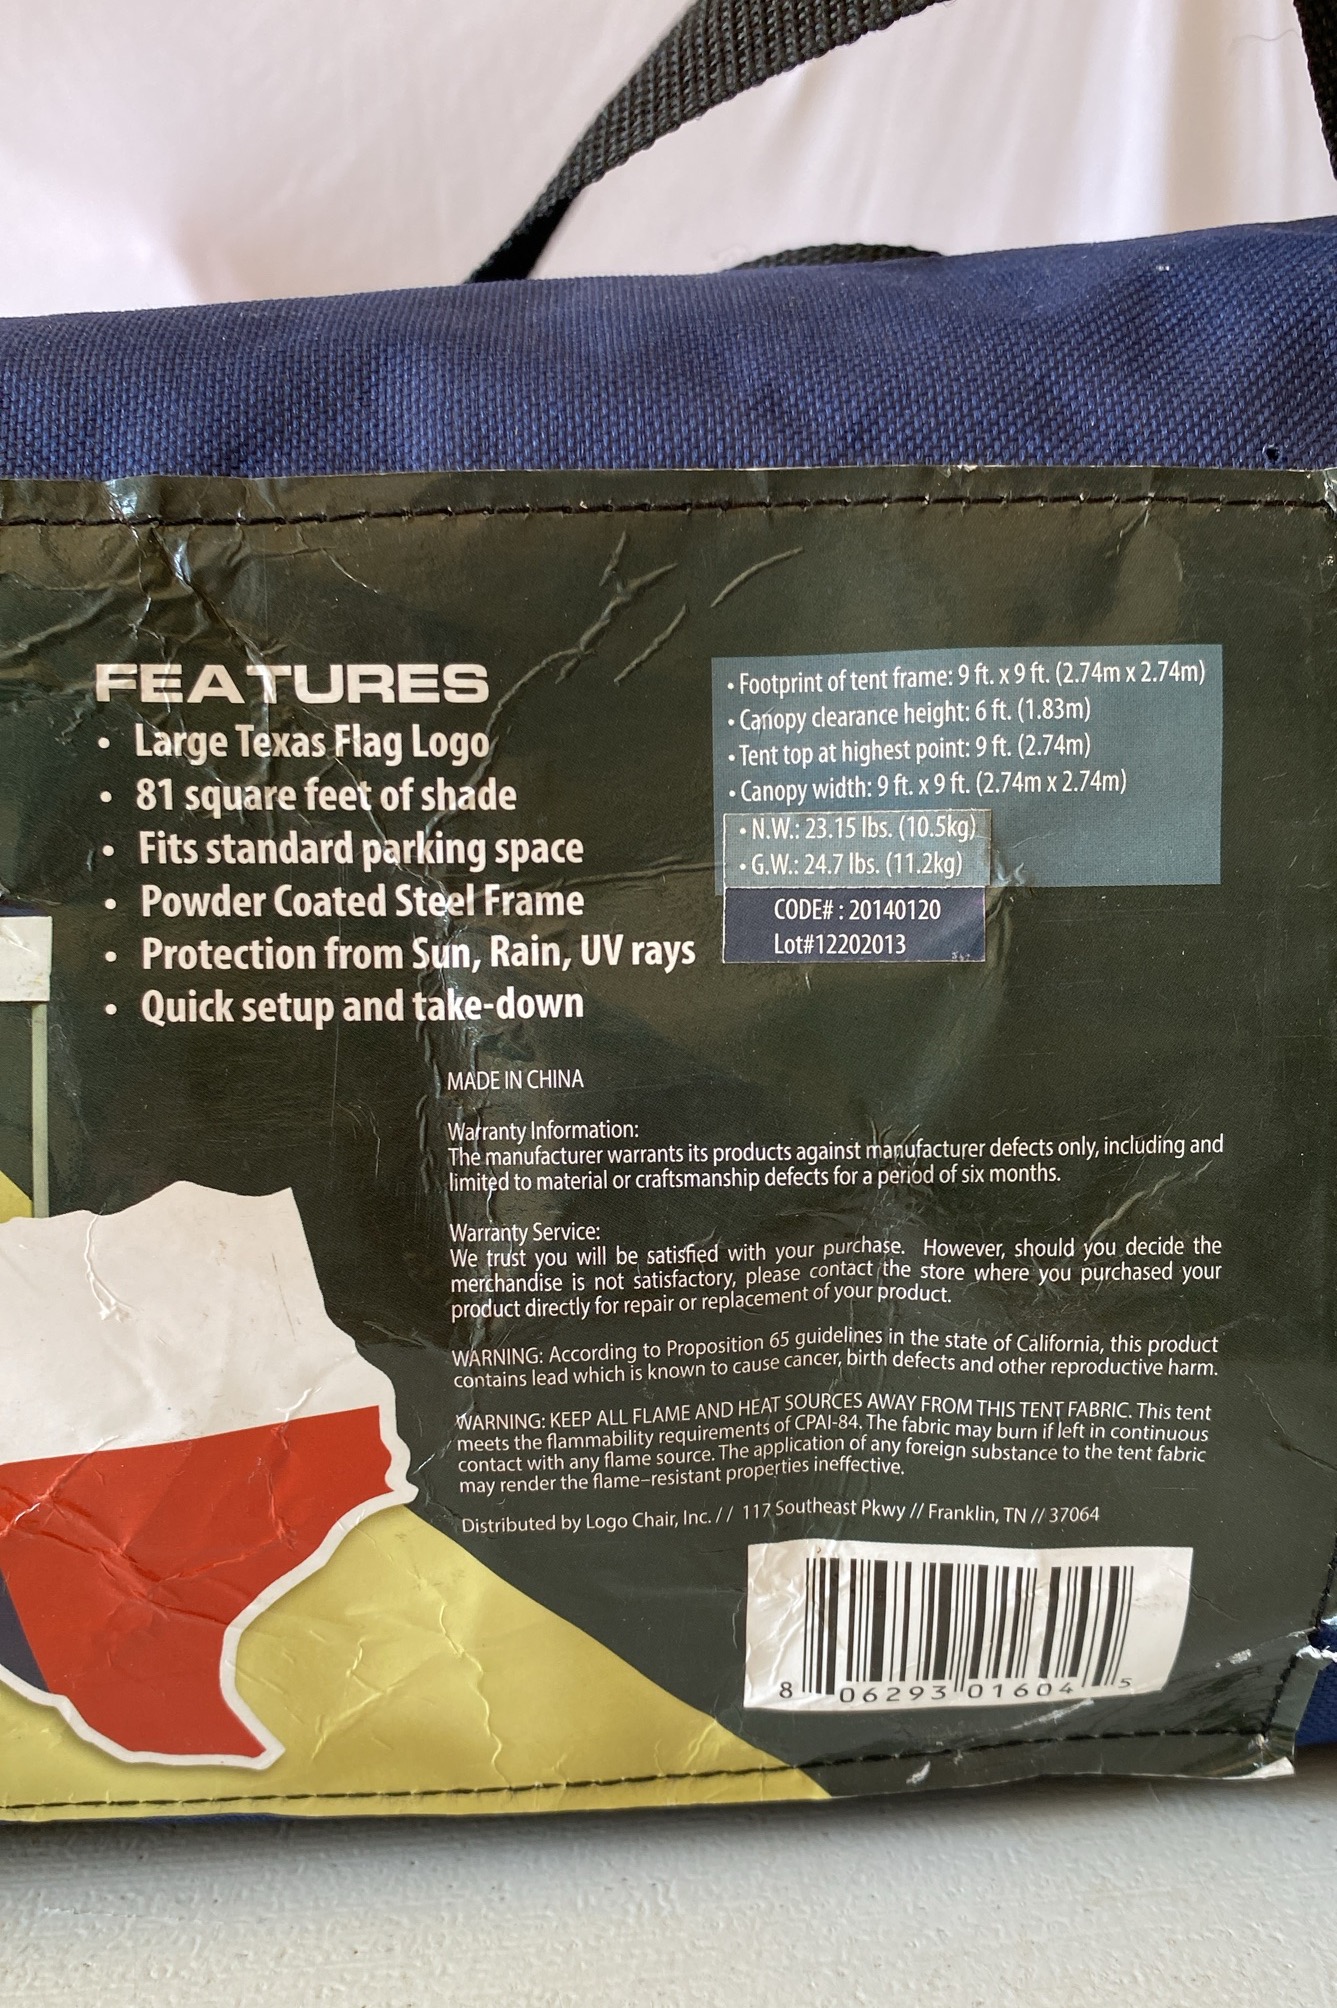 FEATURES
• Large Texas Flag Logo
• 81 square feet of shade
• Fits standard parking space
• Powder Coated Steel Frame
• Protection from Sun, Rain, UV rays
• Quick setup and take-down
• Footprint of tent frame: 9 ft. x 9 ft. (2.74m x 2.74m)
• Canopy clearance height: 6 ft. (1.83m)
• Tent top at highest point: 9 ft. (2.74m)
• Canopy width: 9 ft. x 9 ft. (2.74m x 2.74m)
• N.W.: 23.15 lbs. (10.5kg)
• G.W.: 24.7 lbs. (11.2kg)
CODE# : 20140120
Lot#12202013
MADE IN CHINA
Warranty Information:
The manufacturer warrants its products against manufacturer defects only, including and
limited to material or craftsmanship defects for a period of six months.
Warranty Service:
We trust you will be satisfied with your purchase. However, should you decide the
merchandise is not satisfactory, please contact the store where you purchased your
product directly for repair or replacement of your product.
WARNING: According to Proposition 65 guidelines in the state of California, this product
contains lead which is known to cause cancer, birth defects and other reproductive harm.
WARNING: KEEP ALL FLAME AND HEAT SOURCES AWAY FROM THIS TENT FABRIC. This tent
meets the flammability requirements of CPAI-84. The fabric may burn if left in continuous
contact with any flame source. The application of any foreign substance to the tent fabric
may render the flame-resistant properties ineffective.
Distributed by Logo Chair, Inc. // 117 Southeast Pkwy // Franklin, TN // 37064
8 06293 01604 5